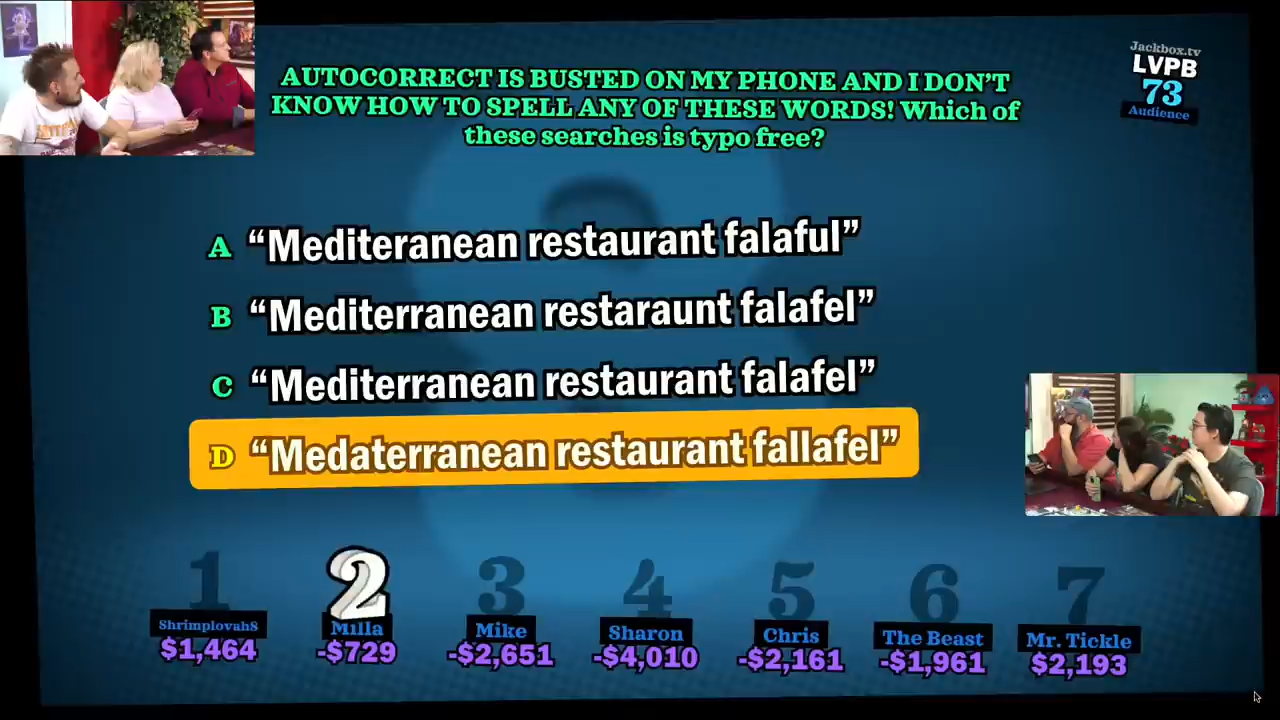 AUTOCORRECT IS BUSTED ON MY PHONE AND I DON'T
KNOW HOW TO SPELL ANY OF THESE WORDS! Which of
these searches is typo free?
Jackbox.tv
LVPB
73
Audience
A "Mediteranean restaurant falaful"
B "Mediterranean restaraunt falafel"
C "Mediterranean restaurant falafel"
D "Medaterranean restaurant fallafel"
1 2 3 4 5 6 7
Shrimplovah8 Milla Mike Sharon Chris The Beast Mr. Tickle
$1,464 -$729 -$2,651 -$4,010 -$2,161 -$1,961 $2,193